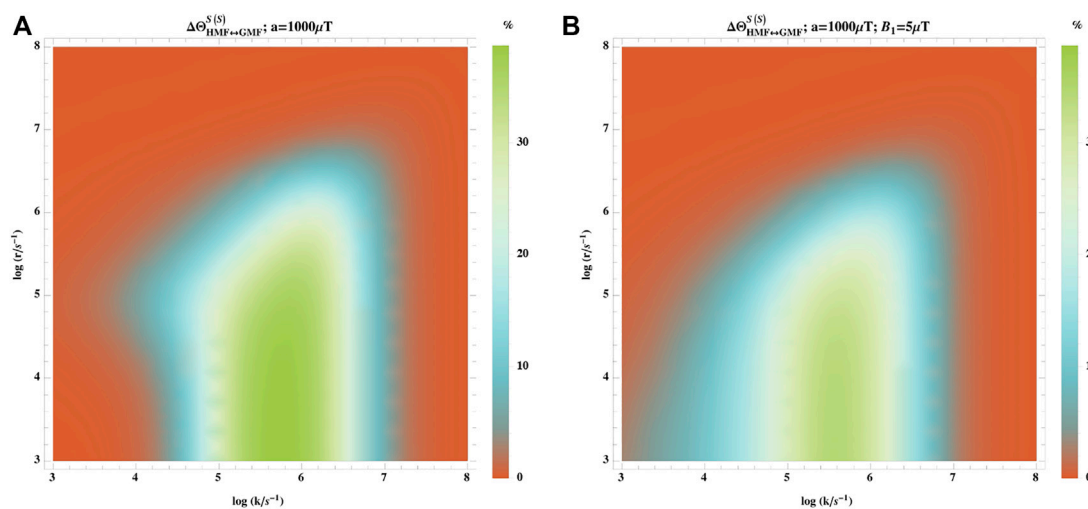 A
ΔΘ^{S (S)}_{HMF↔GMF}; a=1000μT
%
8
7
6
5
4
3
log (r/s⁻¹)
3 4 5 6 7 8
log (k/s⁻¹)
30
20
10
0
B
ΔΘ^{S (S)}_{HMF↔GMF}; a=1000μT; B₁=5μT
%
8
7
6
5
4
3
log (r/s⁻¹)
3 4 5 6 7 8
log (k/s⁻¹)